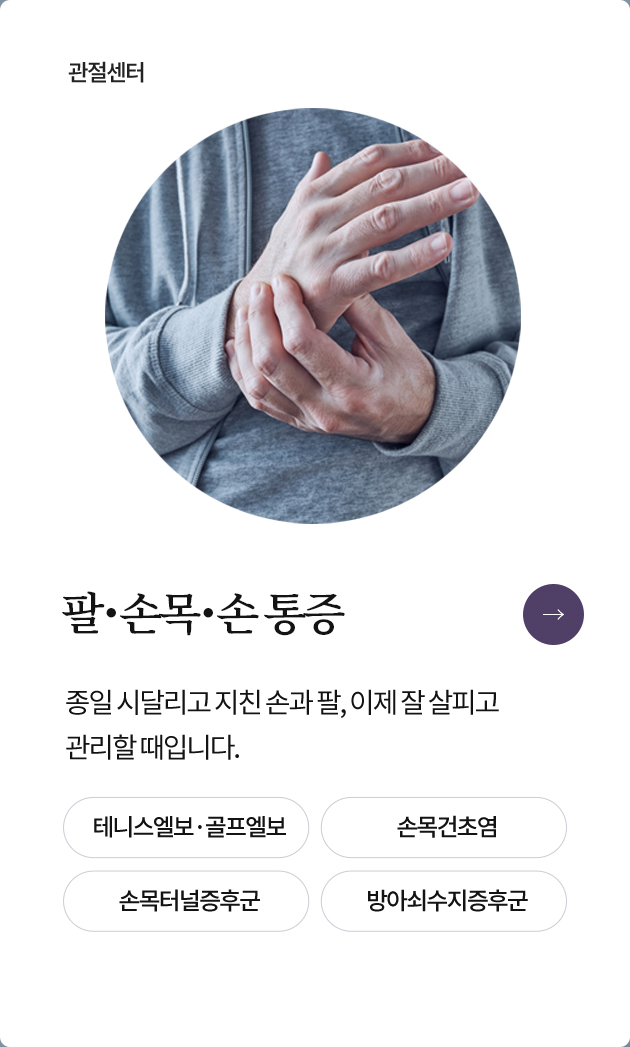 관절센터
팔•손목•손 통증
종일 시달리고 지친 손과 팔, 이제 잘 살피고
관리할 때입니다.
테니스엘보·골프엘보
손목건초염
손목터널증후군
방아쇠수지증후군